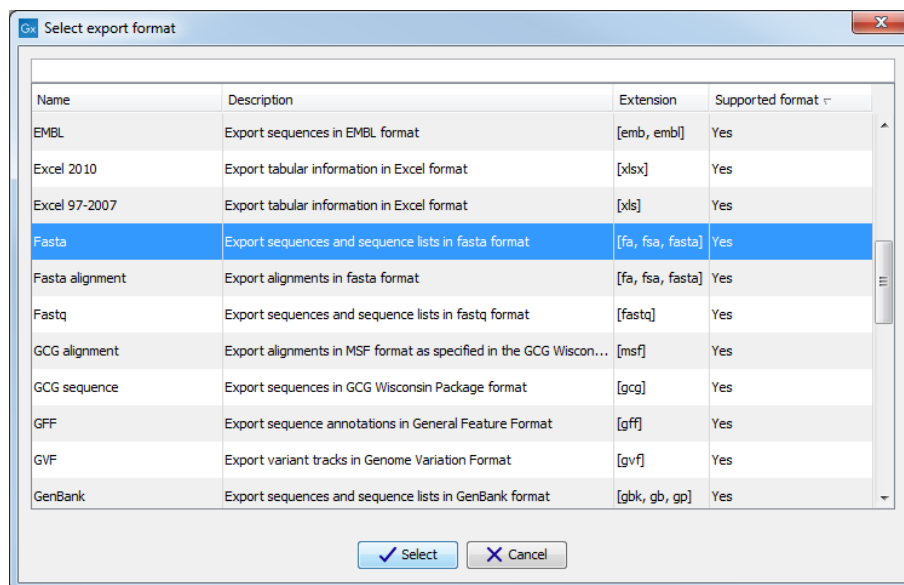 Gx Select export format
Name Description Extension Supported format
EMBL Export sequences in EMBL format [emb, embl] Yes
Excel 2010 Export tabular information in Excel format [xlsx] Yes
Excel 97-2007 Export tabular information in Excel format [xls] Yes
Fasta Export sequences and sequence lists in fasta format [fa, fsa, fasta] Yes
Fasta alignment Export alignments in fasta format [fa, fsa, fasta] Yes
Fastq Export sequences and sequence lists in fastq format [fastq] Yes
GCG alignment Export alignments in MSF format as specified in the GCG Wiscon... [msf] Yes
GCG sequence Export sequences in GCG Wisconsin Package format [gcg] Yes
GFF Export sequence annotations in General Feature Format [gff] Yes
GVF Export variant tracks in Genome Variation Format [gvf] Yes
GenBank Export sequences and sequence lists in GenBank format [gbk, gb, gp] Yes
Select Cancel